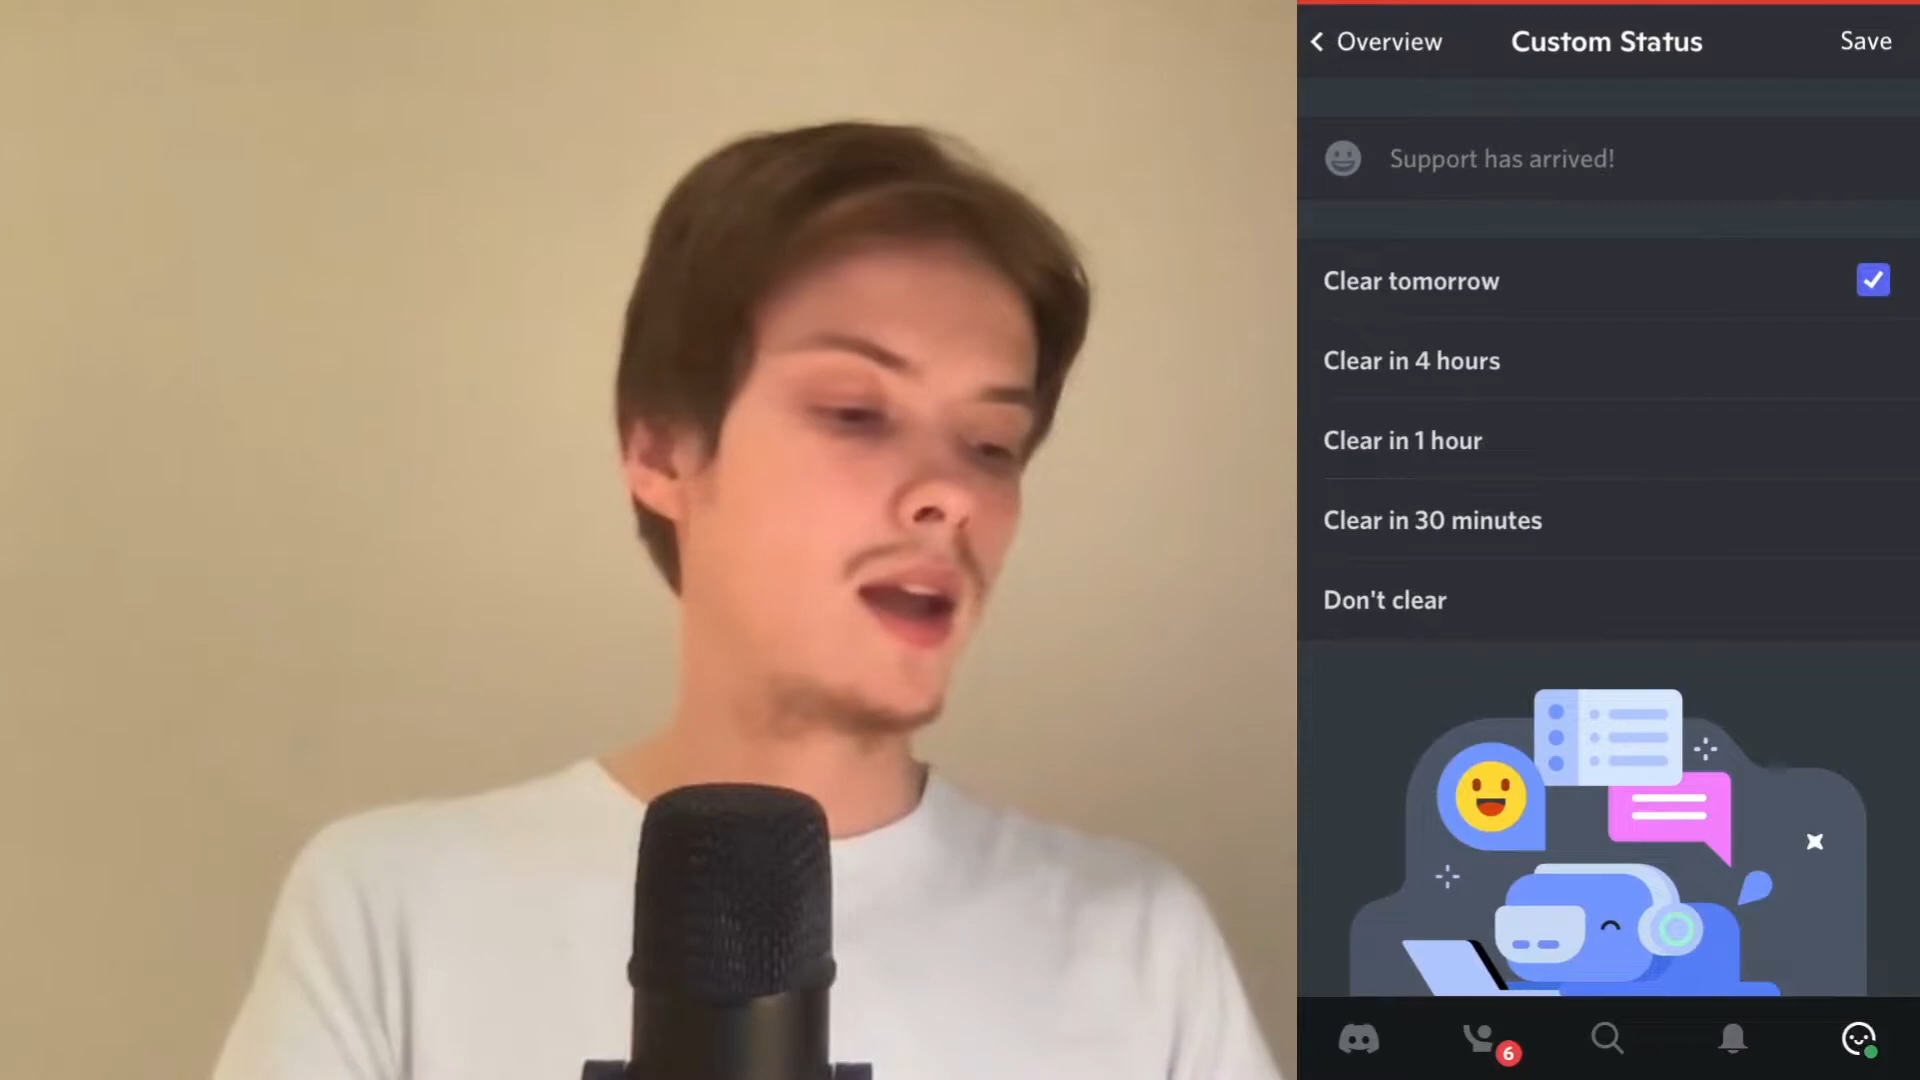 Overview
Custom Status
Save
Support has arrived!
Clear tomorrow
Clear in 4 hours
Clear in 1 hour
Clear in 30 minutes
Don't clear
6